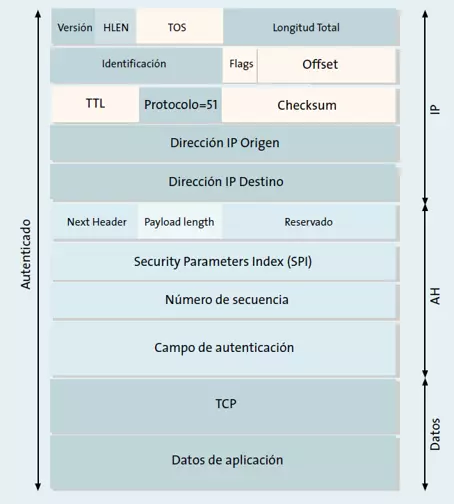 Versión HLEN TOS Longitud Total
Identificación Flags Offset
TTL Protocolo=51 Checksum
Dirección IP Origen
Dirección IP Destino
IP
Next Header Payload length Reservado
Security Parameters Index (SPI)
Número de secuencia
Campo de autenticación
AH
TCP
Datos de aplicación
Datos
Autenticado